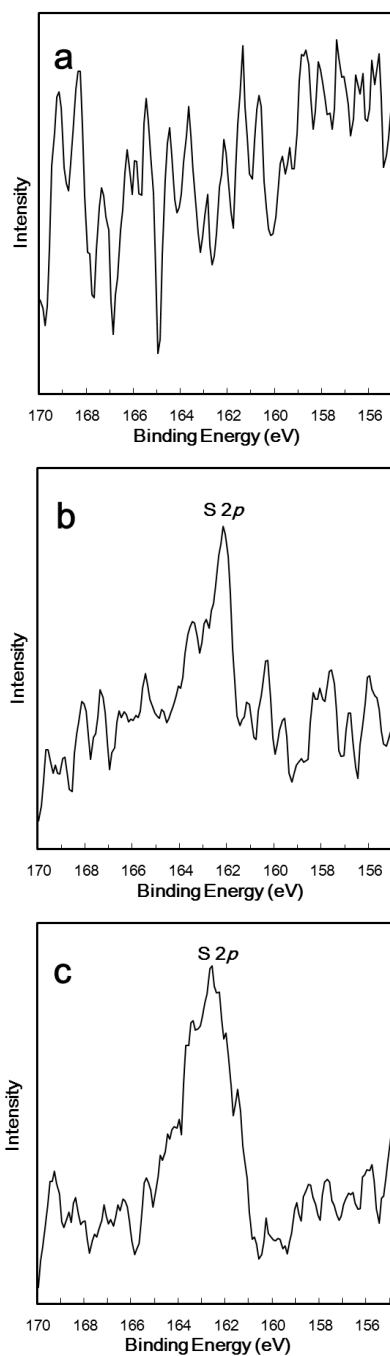 a
Intensity
170 168 166 164 162 160 158 156
Binding Energy (eV)
b
S 2p
Intensity
170 168 166 164 162 160 158 156
Binding Energy (eV)
c
S 2p
Intensity
170 168 166 164 162 160 158 156
Binding Energy (eV)